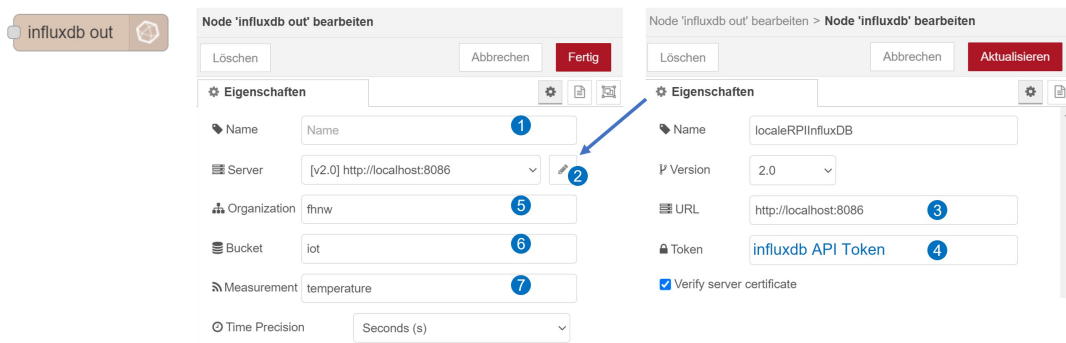 influxdb out
Node 'influxdb out' bearbeiten
Löschen
Abbrechen
Fertig
Eigenschaften
Name
Name
1
Server
[v2.0] http://localhost:8086
2
Organization
fhnw
5
Bucket
iot
6
Measurement
temperature
7
Time Precision
Seconds (s)
Node 'influxdb out' bearbeiten > Node 'influxdb' bearbeiten
Löschen
Abbrechen
Aktualisieren
Eigenschaften
Name
localeRPIInfluxDB
Version
2.0
URL
http://localhost:8086
3
Token
influxdb API Token
4
Verify server certificate